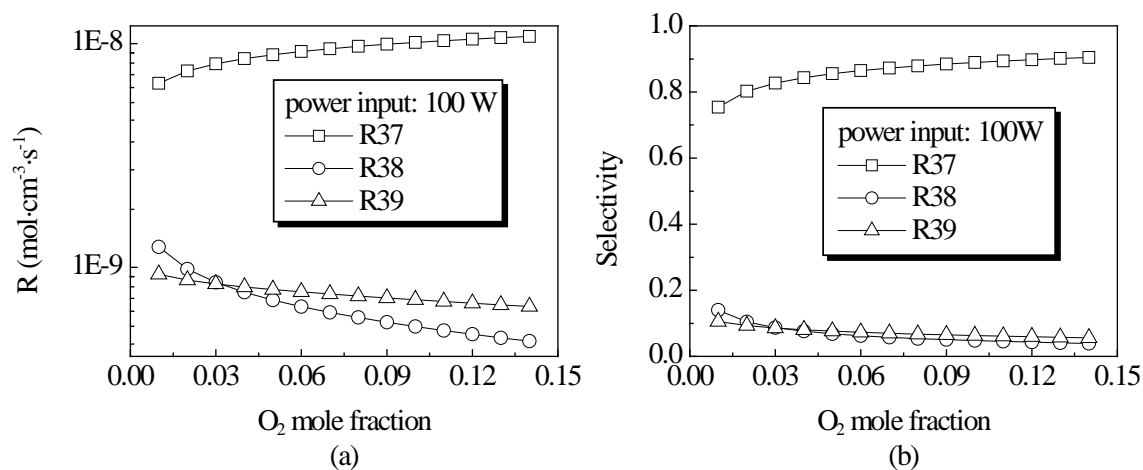 1E-8
1E-9
R (mol·cm⁻³·s⁻¹)
power input: 100 W
R37
R38
R39
0.00 0.03 0.06 0.09 0.12 0.15
O₂ mole fraction
(a)
1.0
0.8
0.6
0.4
0.2
0.0
Selectivity
power input: 100W
R37
R38
R39
0.00 0.03 0.06 0.09 0.12 0.15
O₂ mole fraction
(b)